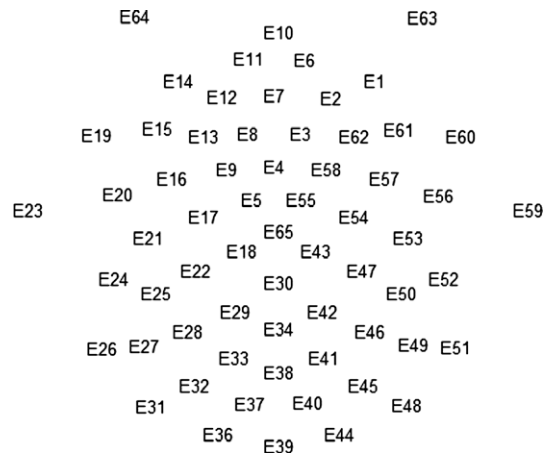 E64 E63
E10
E11 E6
E14 E1
E12 E7 E2
E19 E15 E13 E8 E3 E62 E61 E60
E16 E9 E4 E58 E57
E20 E5 E55 E56
E23 E17 E54 E59
E21 E65 E53
E18 E43
E24 E22 E30 E47 E52
E25 E50
E29 E42
E28 E34 E46
E26 E27 E49 E51
E33 E41
E32 E38 E45
E31 E37 E40 E48
E36 E39 E44